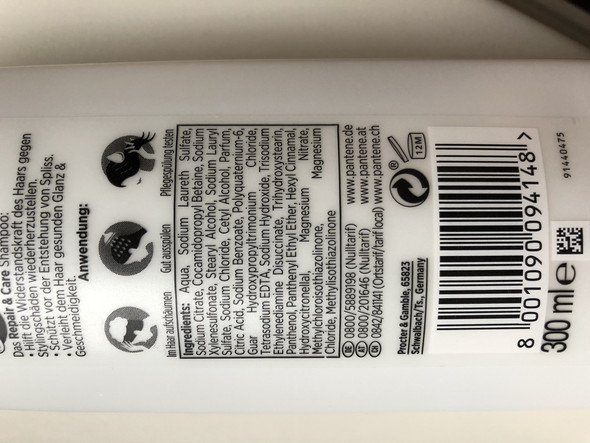 Das Repair & Care Shampoo:
• Hilft die Widerstandskraft des Haars gegen
Stylingschäden wiederherzustellen.
• Schützt vor der Entstehung von Spliss.
• Verleiht dem Haar gesunden Glanz &
Geschmeidigkeit.
Anwendung:
Im Haar aufschäumen
Gut ausspülen
Pflegespülung testen
Ingredients: Aqua, Sodium Laureth Sulfate,
Sodium Citrate, Cocamidopropyl Betaine, Sodium
Xylenesulfonate, Stearyl Alcohol, Sodium Lauryl
Sulfate, Sodium Chloride, Cetyl Alcohol, Parfum,
Citric Acid, Sodium Benzoate, Polyquaternium-6,
Guar Hydroxypropyltrimonium Chloride,
Tetrasodium EDTA, Sodium Hydroxide, Trisodium
Ethylenediamine Disuccinate, Trihydroxystearin,
Panthenol, Panthenyl Ethyl Ether, Hexyl Cinnamal,
Hydroxycitronellal, Magnesium Nitrate,
Methylchloroisothiazolinone, Magnesium
Chloride, Methylisothiazolinone
DE 0800/5889198 (Nulltarif) www.pantene.de
AT 0800/201646 (Nulltarif) www.pantene.at
CH 0842/841141 (Ortstarif/tarif local) www.pantene.ch
Procter & Gamble, 65823
Schwalbach/Ts., Germany
® 12M
8 001090 094148 >
300 ml e
91440475